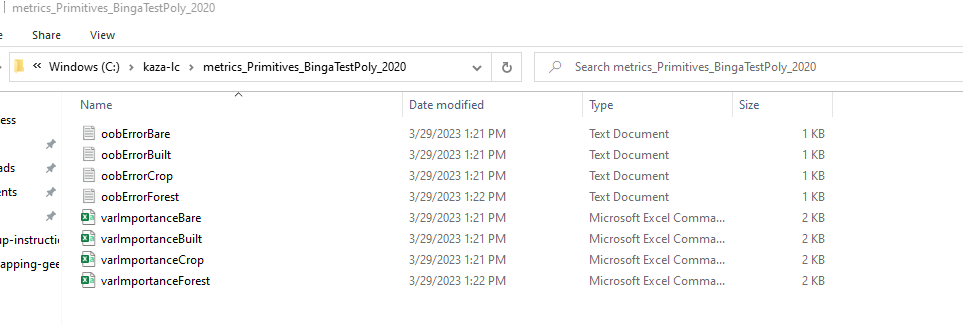 metrics_Primitives_BingaTestPoly_2020
Share View
« Windows (C:) > kaza-lc > metrics_Primitives_BingaTestPoly_2020 Search metrics_Primitives_BingaTestPoly_2020
Name Date modified Type Size
ess
oobErrorBare 3/29/2023 1:21 PM Text Document 1 KB
oobErrorBuilt 3/29/2023 1:21 PM Text Document 1 KB
ads oobErrorCrop 3/29/2023 1:21 PM Text Document 1 KB
ents oobErrorForest 3/29/2023 1:22 PM Text Document 1 KB
varImportanceBare 3/29/2023 1:21 PM Microsoft Excel Comma... 2 KB
up-instruction varImportanceBuilt 3/29/2023 1:21 PM Microsoft Excel Comma... 2 KB
apping-gee varImportanceCrop 3/29/2023 1:21 PM Microsoft Excel Comma... 2 KB
varImportanceForest 3/29/2023 1:22 PM Microsoft Excel Comma... 2 KB